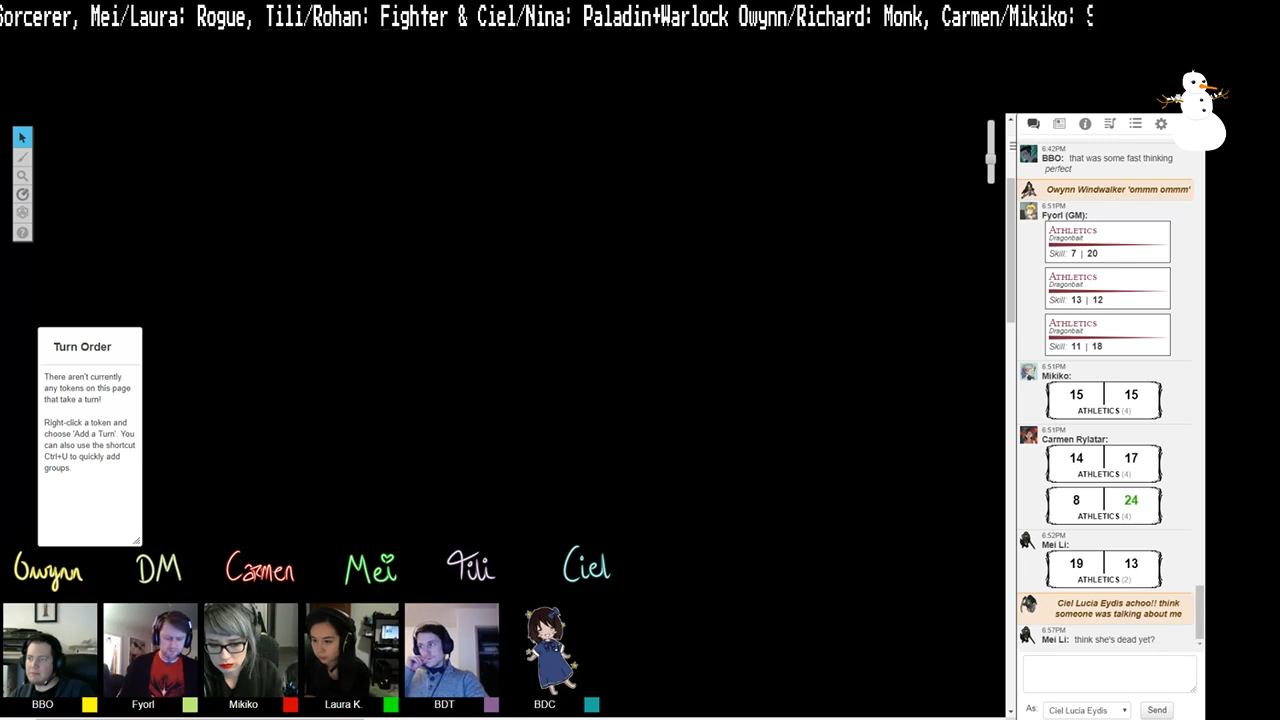 Sorcerer, Mei/Laura: Rogue, Tili/Rohan: Fighter & Ciel/Nina: Paladin+Warlock Owynn/Richard: Monk, Carmen/Mikiko: S
6:42PM
BBO: that was some fast thinking
perfect
Owynn Windwalker 'ommm ommm'
6:51PM
Fyorl (GM):
ATHLETICS
Dragonbait
Skill: 7 | 20
ATHLETICS
Dragonbait
Skill: 13 | 12
ATHLETICS
Dragonbait
Skill: 11 | 18
6:51PM
Mikiko:
15 15
ATHLETICS (4)
6:51PM
Carmen Rylatar:
14 17
ATHLETICS (4)
8 24
ATHLETICS (4)
6:52PM
Mei Li:
19 13
ATHLETICS (2)
Ciel Lucia Eydis achoo!! think
someone was talking about me
6:57PM
Mei Li: think she's dead yet?
As: Ciel Lucia Eydis Send
Turn Order
There aren't currently
any tokens on this page
that take a turn!
Right-click a token and
choose 'Add a Turn'. You
can also use the shortcut
Ctrl+U to quickly add
groups.
Owynn DM Carmen Mei Tili Ciel
BBO Fyorl Mikiko Laura K. BDT BDC